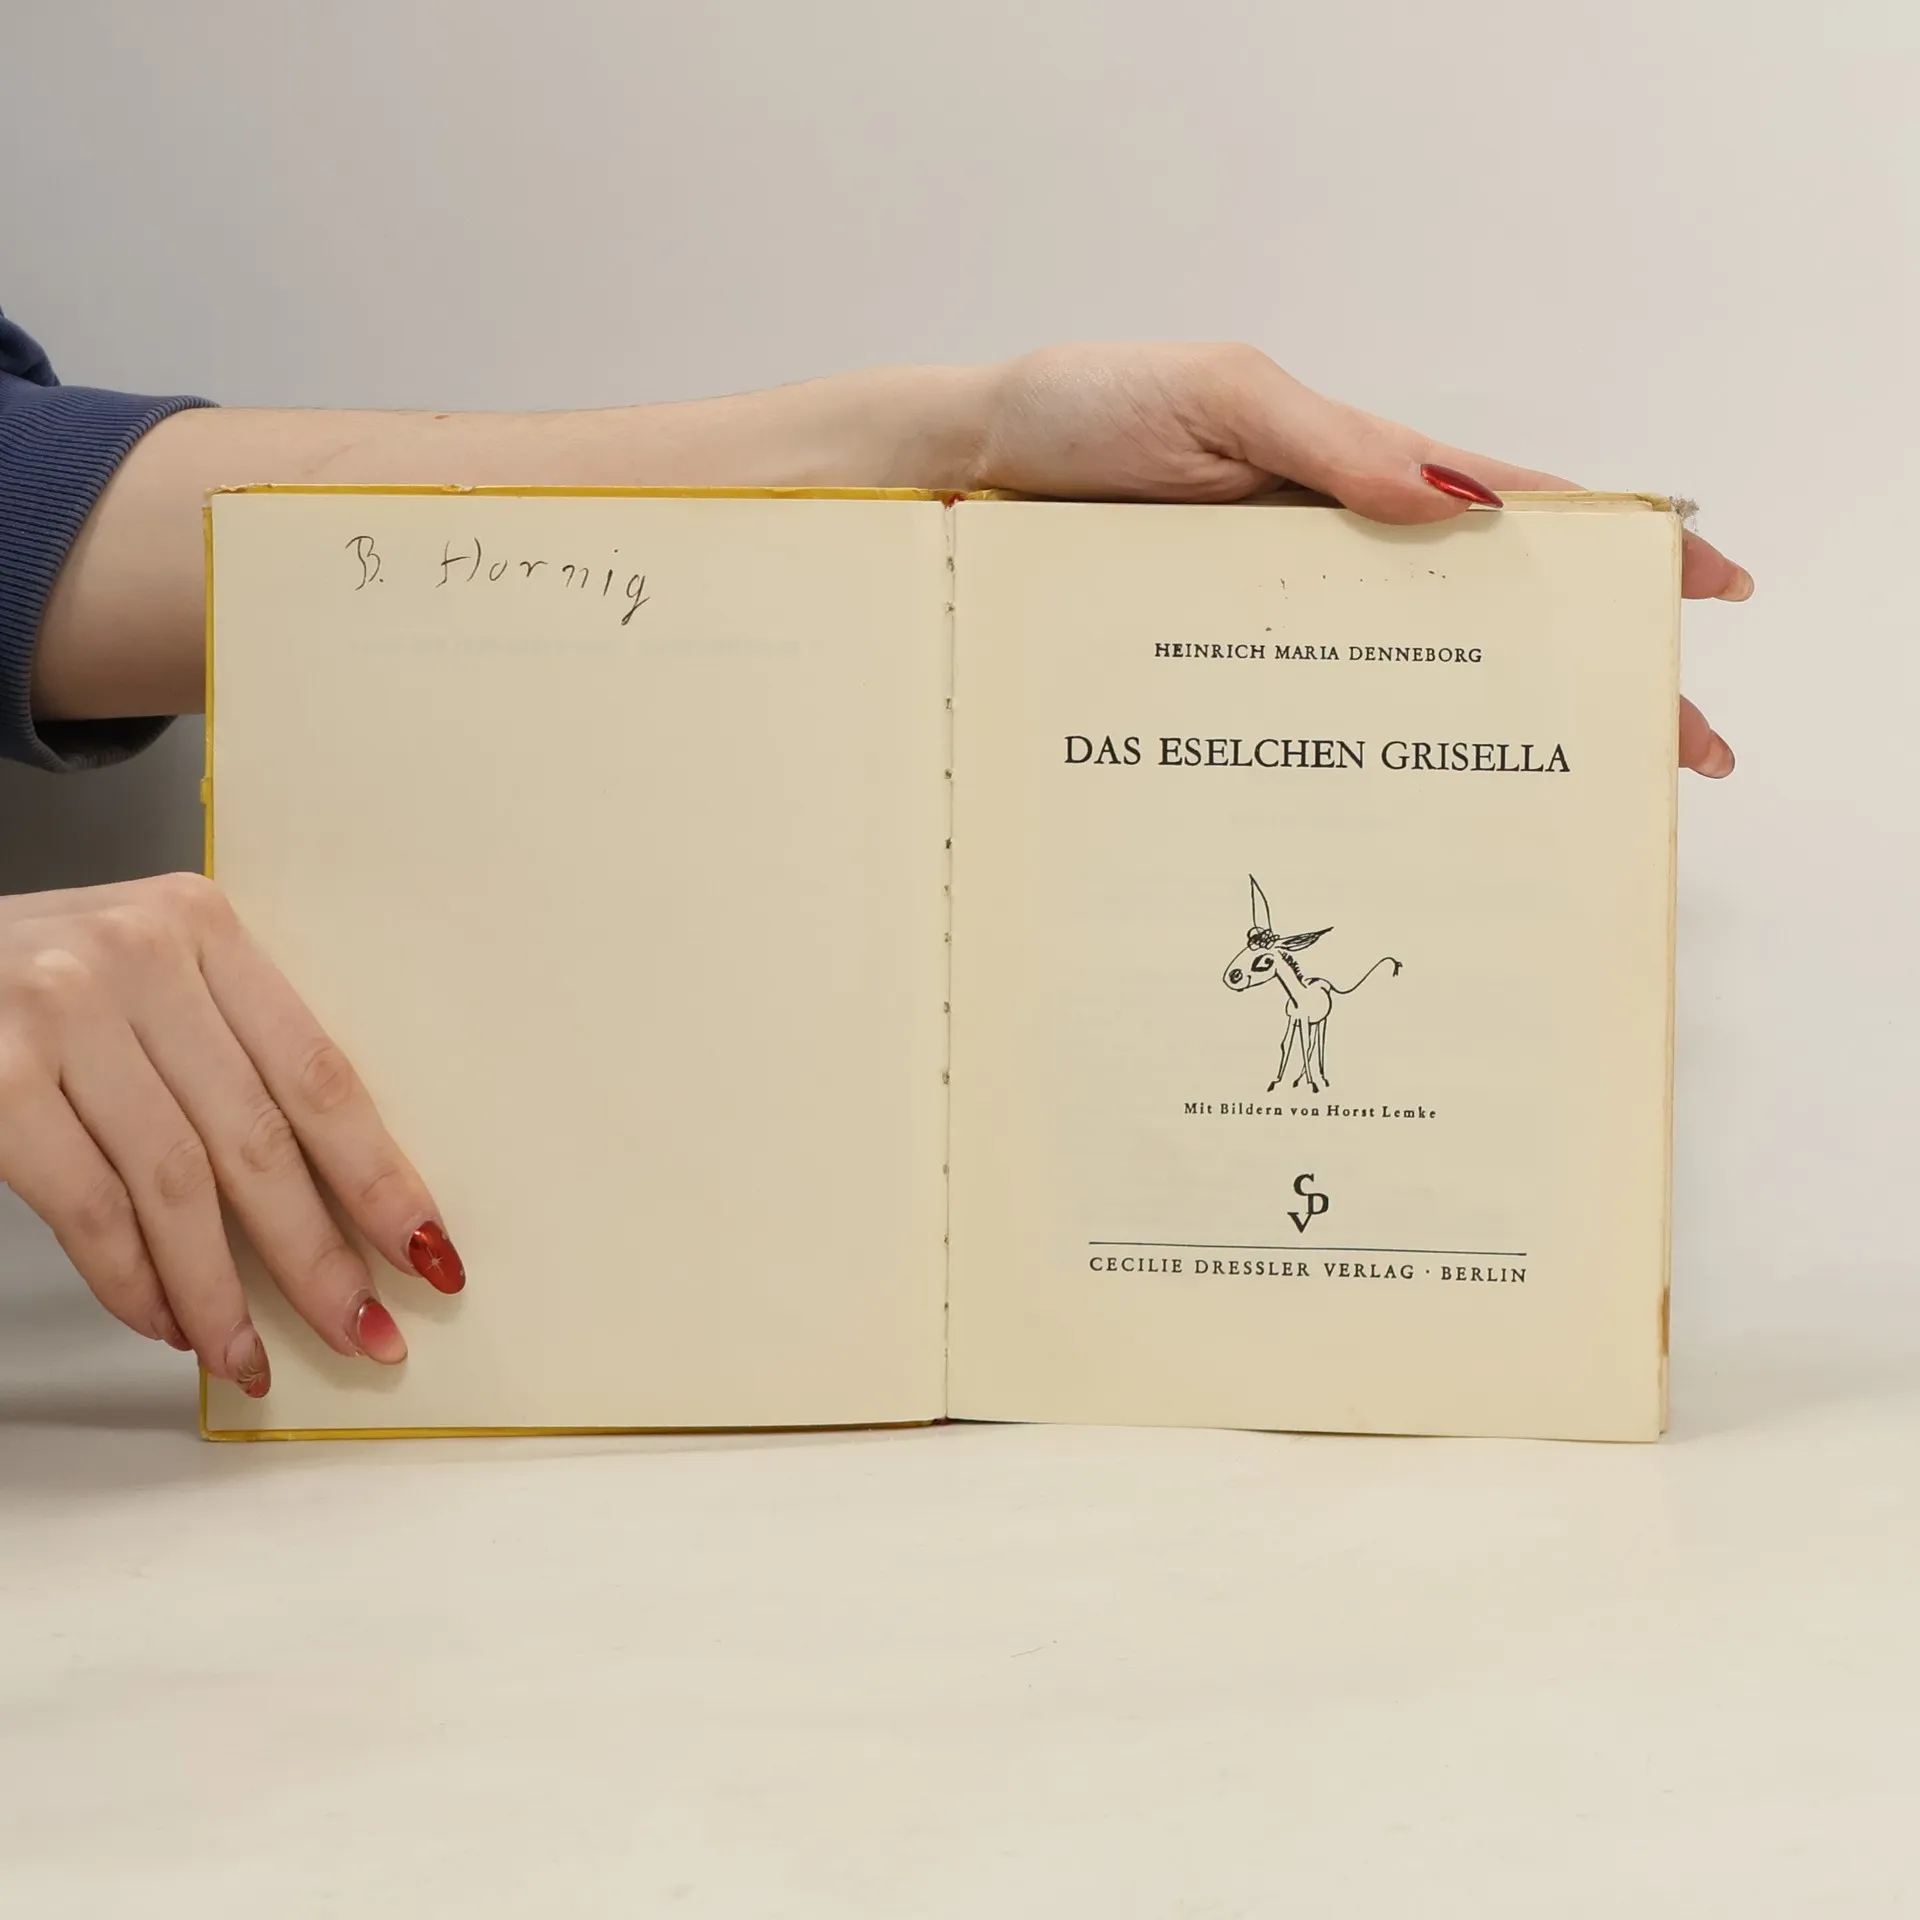 B. Hornig
HEINRICH MARIA DENNEBORG
DAS ESELCHEN GRISELLA
Mit Bildern von Horst Lemke
CDV
CECILIE DRESSLER VERLAG · BERLIN